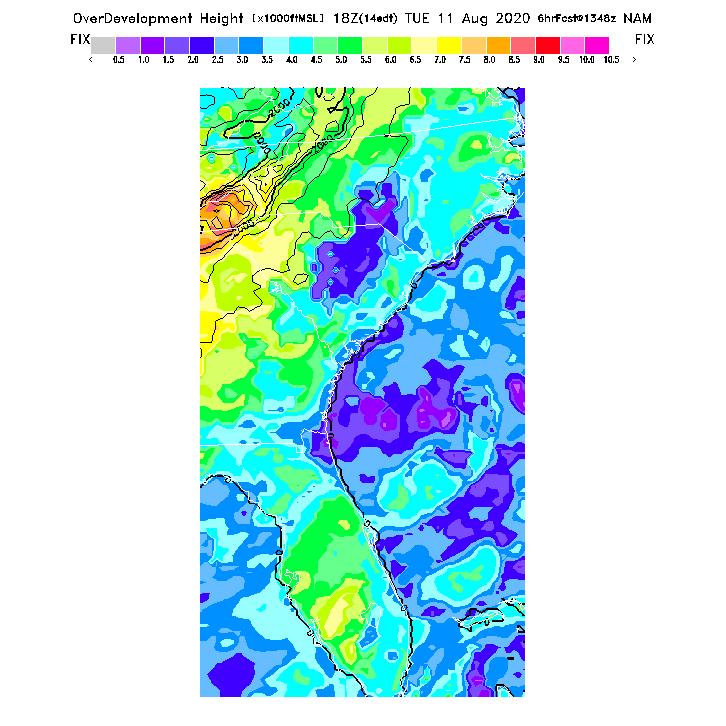 OverDevelopment Height [x1000ftMSL] 18Z(14edt) TUE 11 Aug 2020 6hrFcst@1348z NAM
FIX FIX
< 0.5 1.0 1.5 2.0 2.5 3.0 3.5 4.0 4.5 5.0 5.5 6.0 6.5 7.0 7.5 8.0 8.5 9.0 9.5 10.0 10.5 >
2000
2000